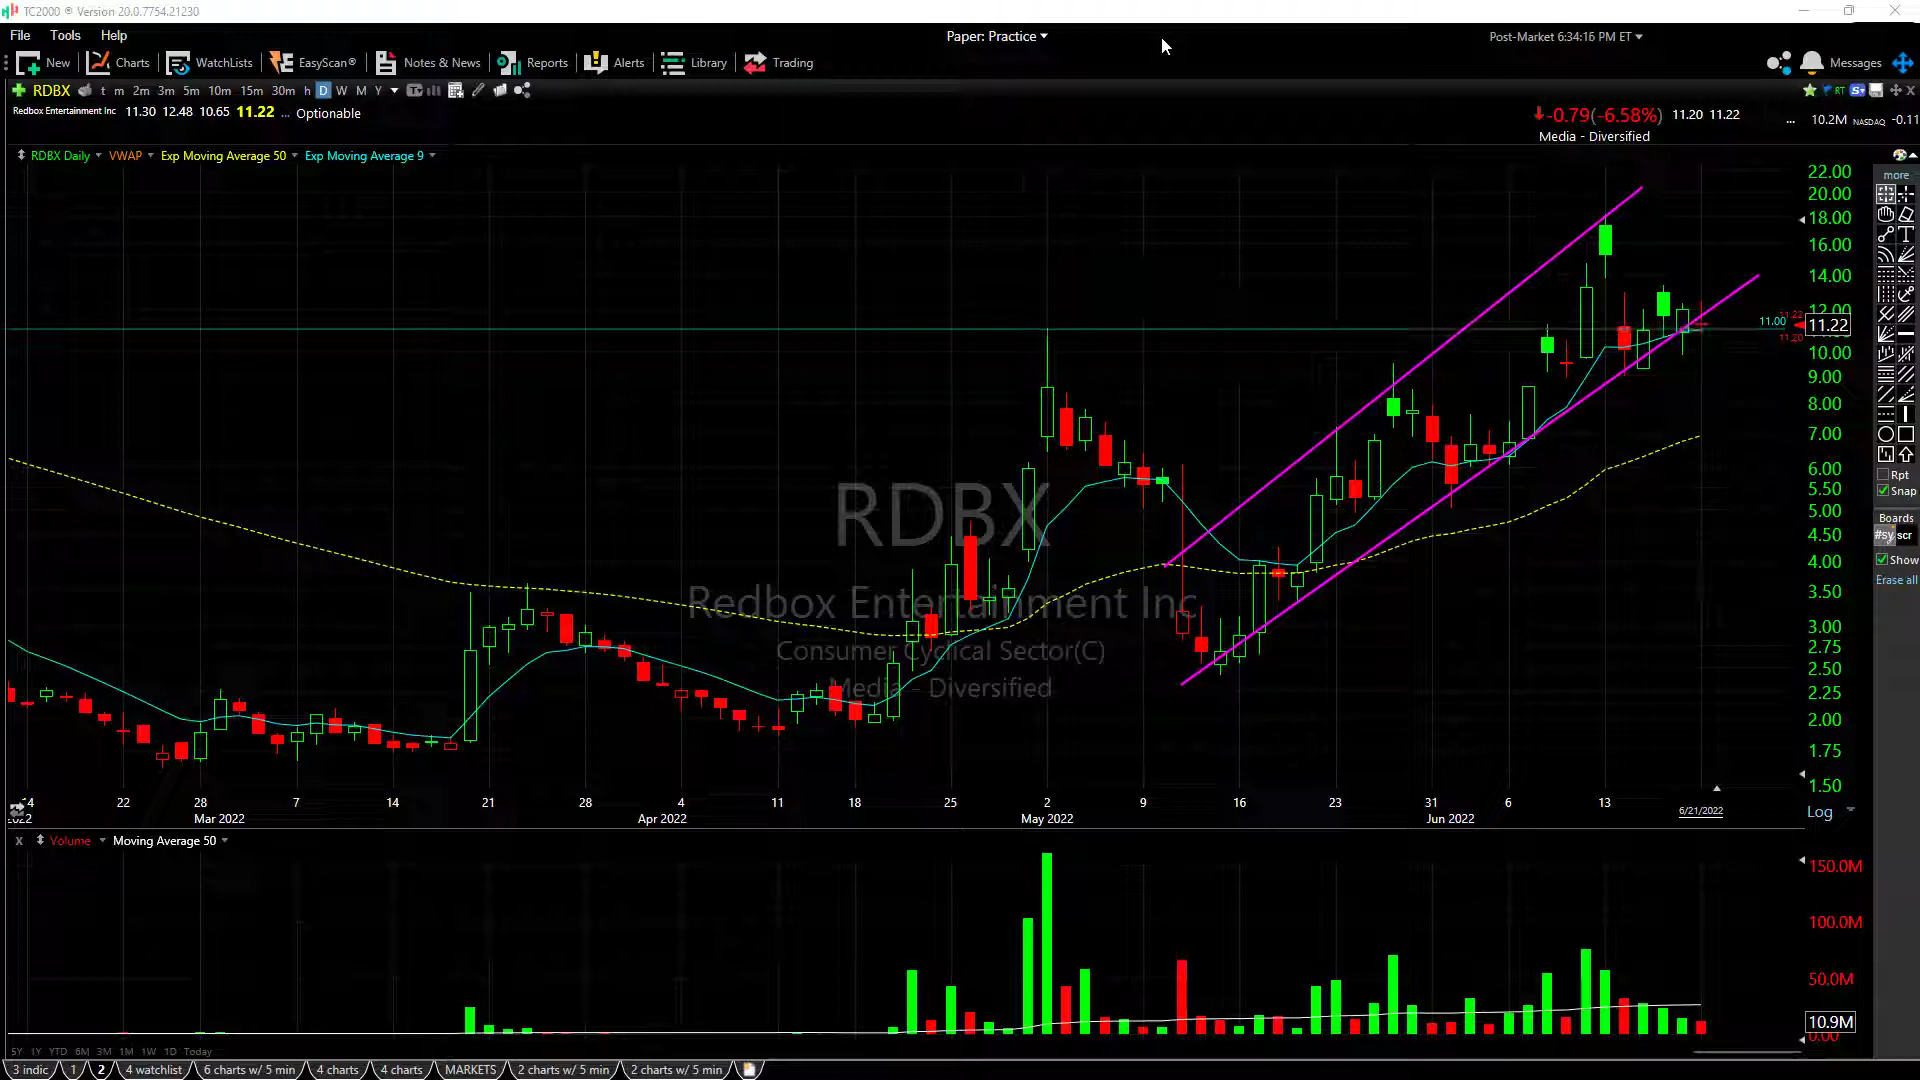 TC2000 ® Version 20.0.7754.21230
File Tools Help
Paper: Practice
Post-Market 6:34:16 PM ET
New Charts WatchLists EasyScan® Notes & News Reports Alerts Library Trading
Messages
RDBX t m 2m 3m 5m 10m 15m 30m h D W M Y
RT
Redbox Entertainment Inc 11.30 12.48 10.65 11.22 ... Optionable
-0.79(-6.58%) 11.20 11.22 ... 10.2M NASDAQ -0.11
Media - Diversified
RDBX Daily VWAP Exp Moving Average 50 Exp Moving Average 9
more
22.00
20.00
18.00
16.00
14.00
12.00
11.00
11.22
11.22
11.20
10.00
9.00
8.00
7.00
6.00
5.50
5.00
4.50
4.00
3.50
3.00
2.75
2.50
2.25
2.00
1.75
1.50
Rpt
Snap
Boards
#sy scr
Show
Erase all
RDBX
Redbox Entertainment Inc
Consumer Cyclical Sector(C)
Media - Diversified
22 28 7 14 21 28 4 11 18 25 2 9 16 23 31 6 13
Mar 2022 Apr 2022 May 2022 Jun 2022 6/21/2022
Log
X Volume Moving Average 50
150.0M
100.0M
50.0M
10.9M
0.00
5Y 1Y YTD 6M 3M 1M 1W 1D Today
3 indic 1 2 4 watchlist 6 charts w/ 5 min 4 charts 4 charts MARKETS 2 charts w/ 5 min 2 charts w/ 5 min